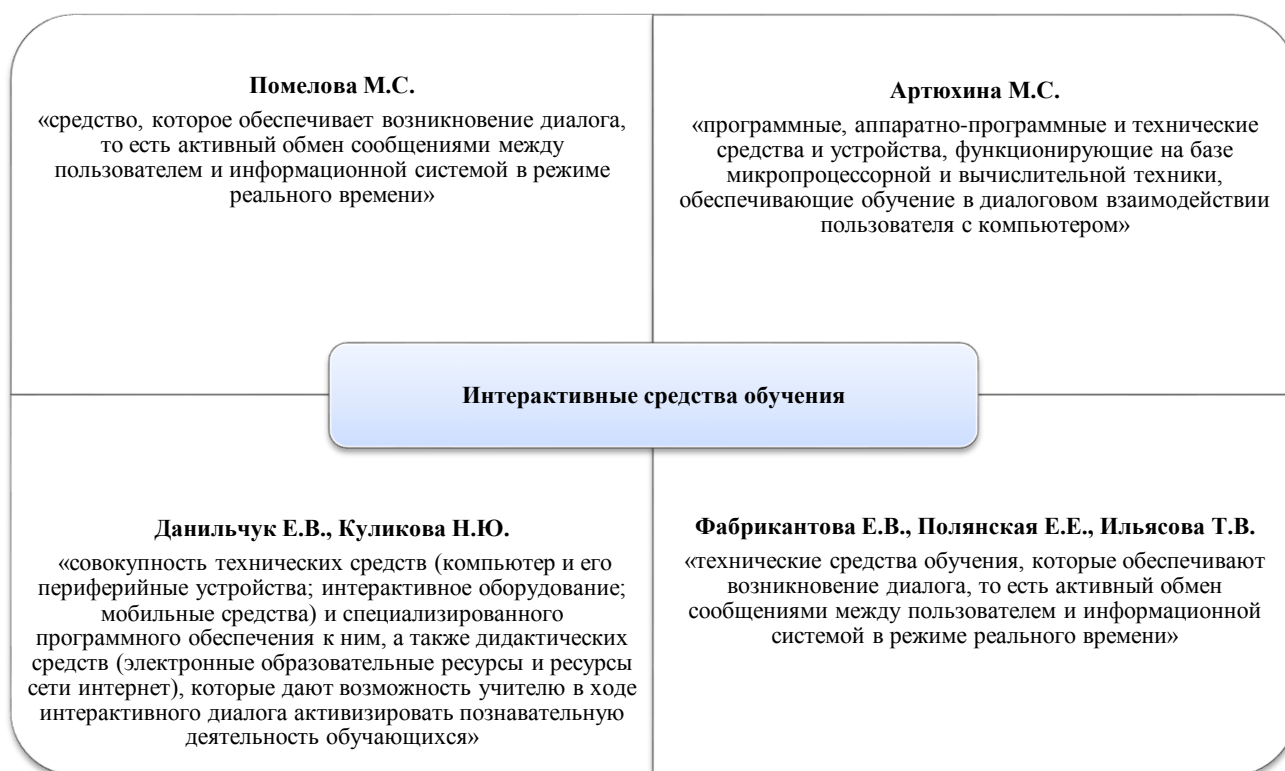 Помелова М.С.
«средство, которое обеспечивает возникновение диалога,
то есть активный обмен сообщениями между
пользователем и информационной системой в режиме
реального времени»
Артюхина М.С.
«программные, аппаратно-программные и технические
средства и устройства, функционирующие на базе
микропроцессорной и вычислительной техники,
обеспечивающие обучение в диалоговом взаимодействии
пользователя с компьютером»
Интерактивные средства обучения
Данильчук Е.В., Куликова Н.Ю.
«совокупность технических средств (компьютер и его
периферийные устройства; интерактивное оборудование;
мобильные средства) и специализированного
программного обеспечения к ним, а также дидактических
средств (электронные образовательные ресурсы и ресурсы
сети интернет), которые дают возможность учителю в ходе
интерактивного диалога активизировать познавательную
деятельность обучающихся»
Фабрикантова Е.В., Полянская Е.Е., Ильясова Т.В.
«технические средства обучения, которые обеспечивают
возникновение диалога, то есть активный обмен
сообщениями между пользователем и информационной
системой в режиме реального времени»